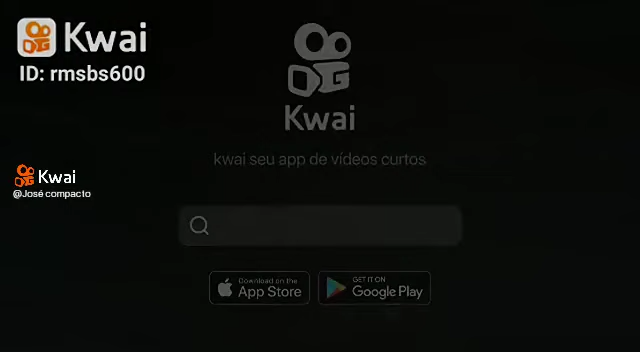 Kwai
ID: rmsbs600
Kwai
kwai seu app de vídeos curtos
Kwai
@José compacto
Download on the
App Store
GET IT ON
Google Play